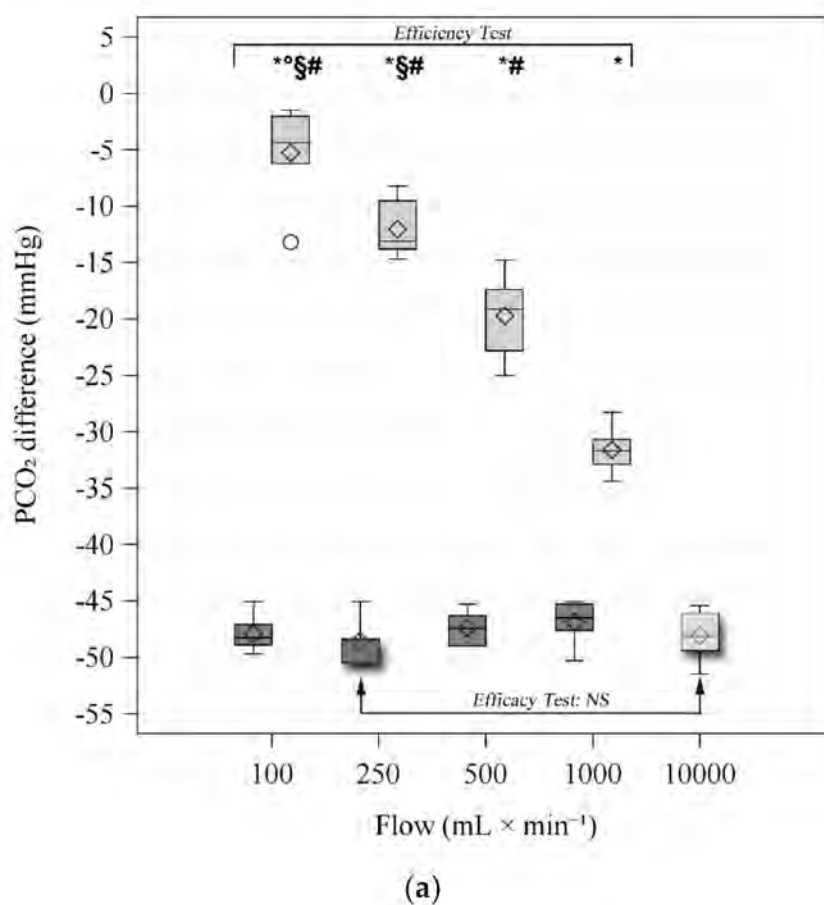 Efficiency Test
*°§#
*§#
*#
*
5
0
-5
-10
-15
-20
-25
-30
-35
-40
-45
-50
-55
PCO₂ difference (mmHg)
Efficacy Test: NS
100 250 500 1000 10000
Flow (mL × min⁻¹)
(a)